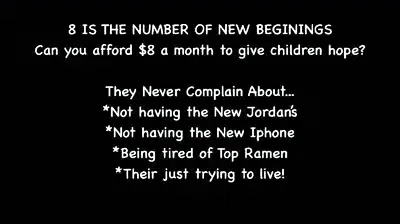 8 IS THE NUMBER OF NEW BEGININGS
Can you afford $8 a month to give children hope?
They Never Complain About...
*Not having the New Jordan's
*Not having the New Iphone
*Being tired of Top Ramen
*Their just trying to live!